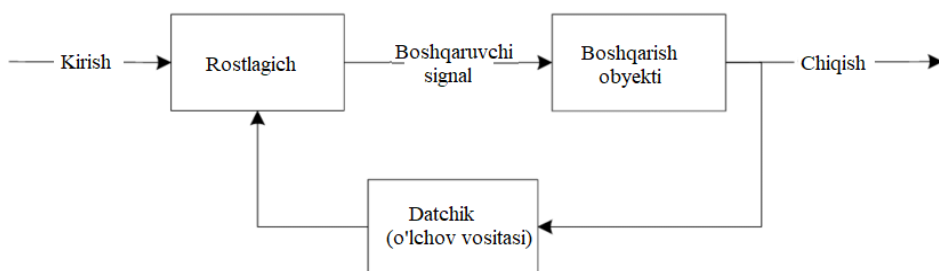 Kirish
Rostlagich
Boshqaruvchi
signal
Boshqarish
obyekti
Chiqish
Datchik
(o'lchov vositasi)